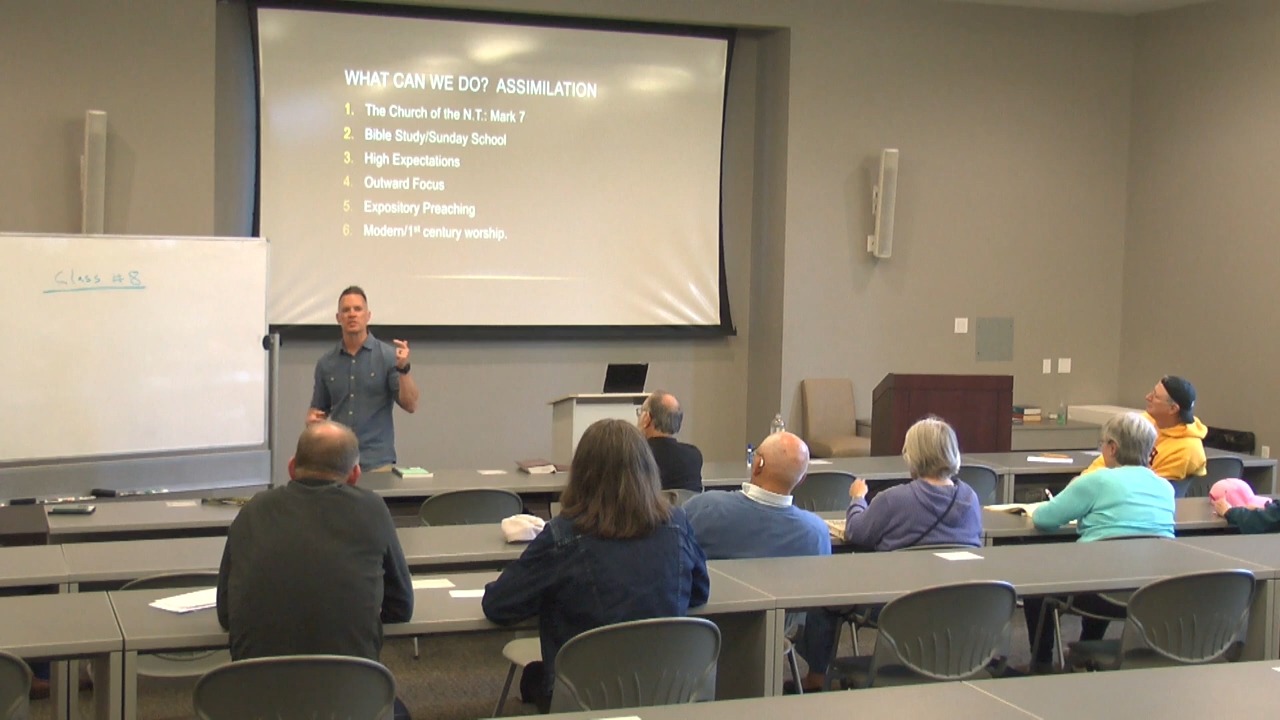 WHAT CAN WE DO? ASSIMILATION
1. The Church of the N.T.: Mark 7
2. Bible Study/Sunday School
3. High Expectations
4. Outward Focus
5. Expository Preaching
6. Modern/1st century worship.
Class #8